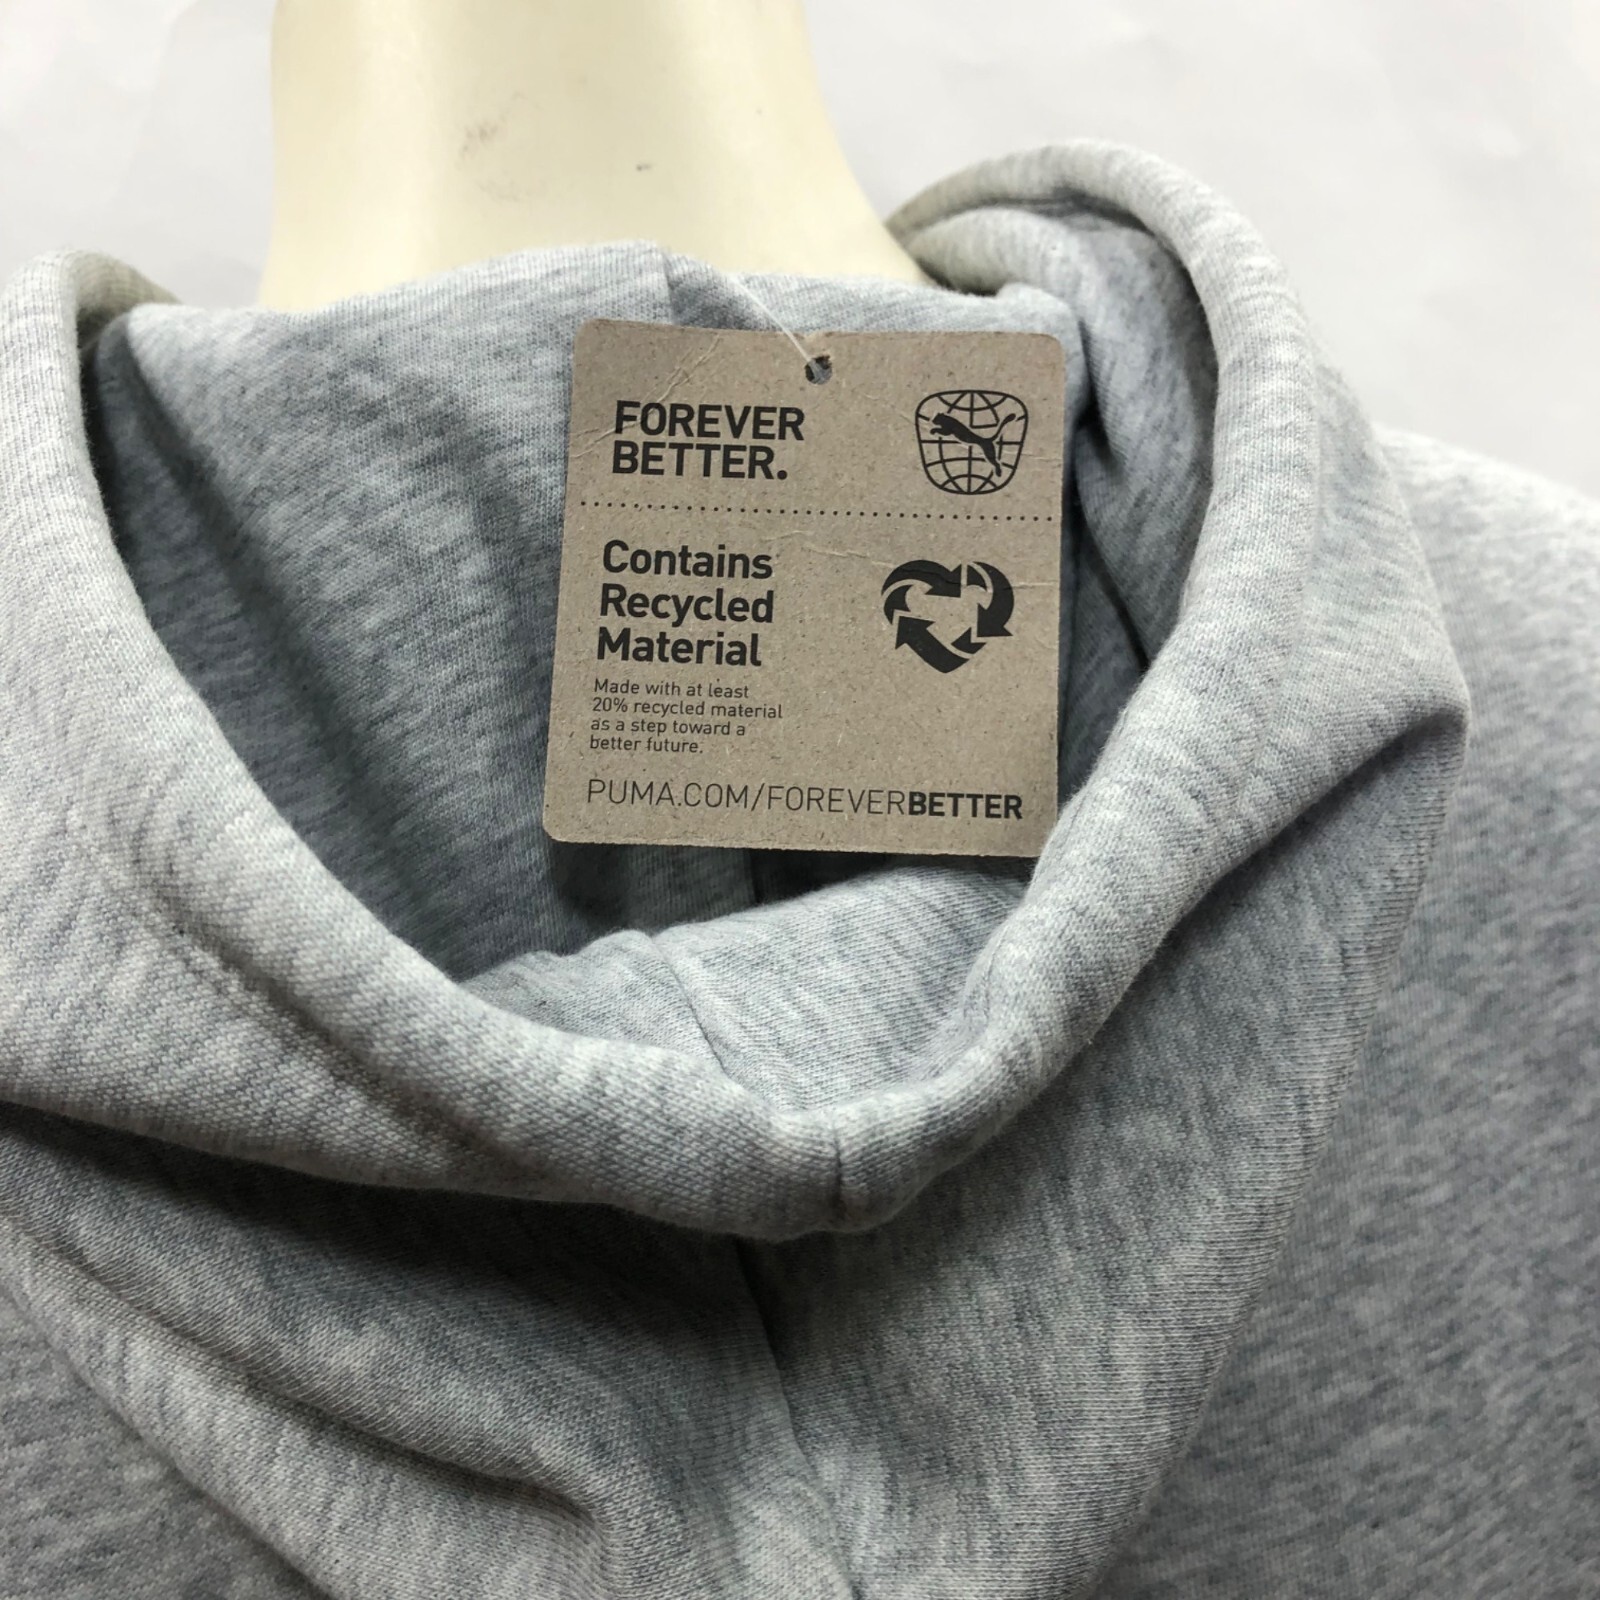 FOREVER
BETTER.
Contains
Recycled
Material
Made with at least
20% recycled material
as a step toward a
better future.
PUMA.COM/FOREVERBETTER